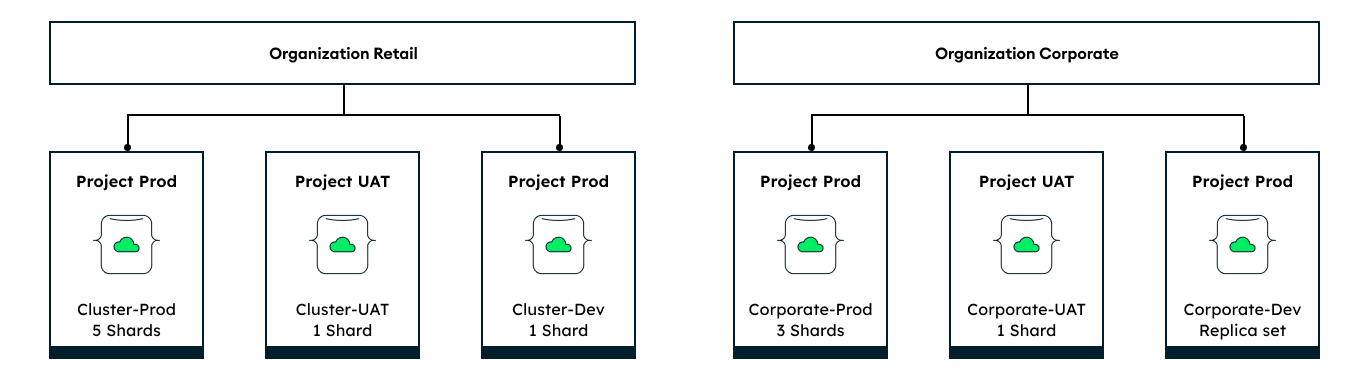 Organization Retail
Organization Corporate
Project Prod
Project UAT
Project Prod
Project Prod
Project UAT
Project Prod
Cluster-Prod
5 Shards
Cluster-UAT
1 Shard
Cluster-Dev
1 Shard
Corporate-Prod
3 Shards
Corporate-UAT
1 Shard
Corporate-Dev
Replica set